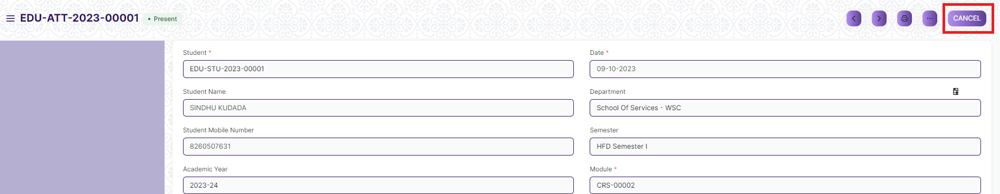 EDU-ATT-2023-00001 • Present CANCEL
Student * Date *
EDU-STU-2023-00001 09-10-2023
Student Name Department
SINDHU KUDADA School Of Services - WSC
Student Mobile Number Semester
8260507631 HFD Semester I
Academic Year Module *
2023-24 CRS-00002